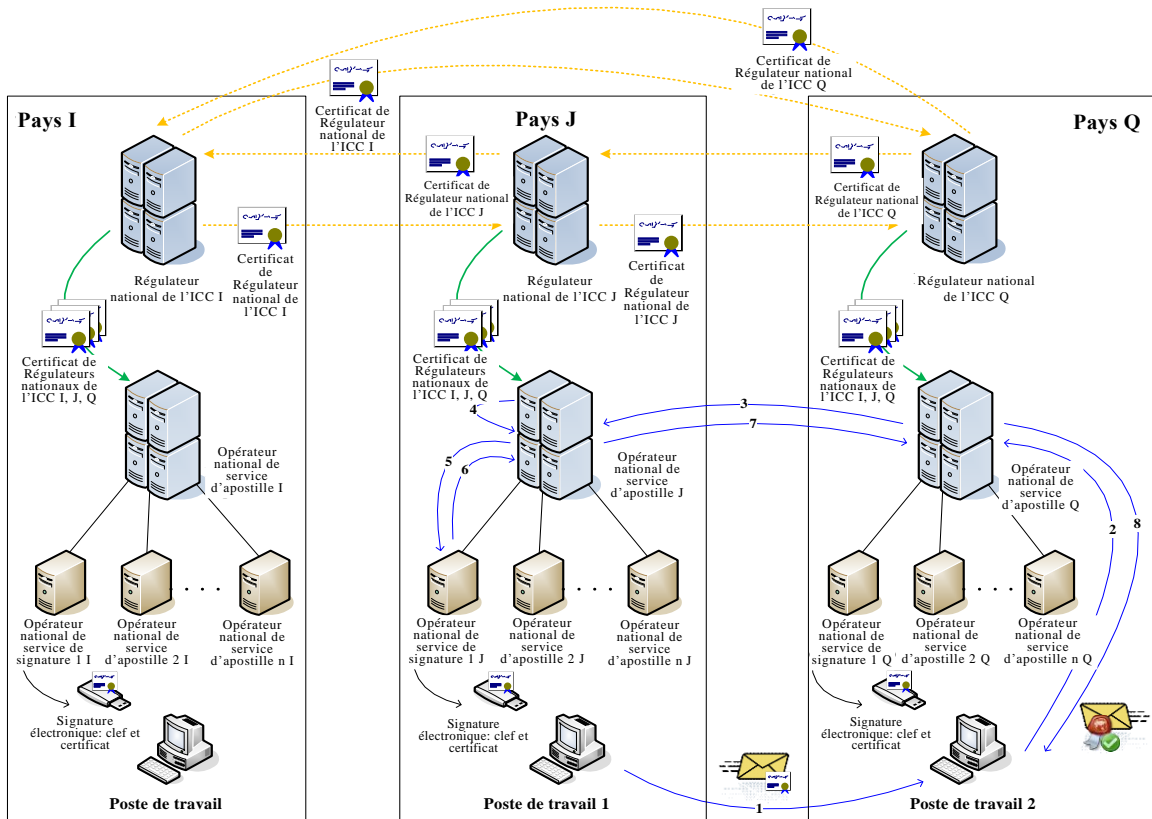 Certificat de
Régulateur national
de l'ICC Q
Certificat de
Régulateur
national de
l'ICC I
Pays I
Pays J
Pays Q
Certificat de
Régulateur national
de l'ICC J
Certificat de
Régulateur national
de l'ICC Q
Certificat
de
Régulateur
national de
l'ICC I
Certificat
de
Régulateur
national de
l'ICC J
Régulateur
national de l'ICC I
Régulateur
national de l'ICC J
Régulateur national
de l'ICC Q
Certificat de
Régulateurs
nationaux de
l'ICC I, J, Q
Certificat de
Régulateurs
nationaux de
l'ICC I, J, Q
Certificat de
Régulateurs
nationaux de
l'ICC I, J, Q
4
3
7
5
6
2
8
Opérateur
national de
service
d'apostille I
Opérateur
national de
service
d'apostille J
Opérateur
national de
service
d'apostille Q
. . . .
. . . .
. . . .
Opérateur
national de
service de
signature 1 I
Opérateur
national de
service
d'apostille 2 I
Opérateur
national de
service
d'apostille n I
Opérateur
national de
service de
signature 1 J
Opérateur
national de
service
d'apostille 2 J
Opérateur
national de
service
d'apostille n J
Opérateur
national de
service de
signature 1 Q
Opérateur
national de
service
d'apostille 2 Q
Opérateur
national de
service
d'apostille n Q
Signature
électronique: clef et
certificat
Signature
électronique: clef et
certificat
Signature
électronique: clef et
certificat
Poste de travail
Poste de travail 1
1
Poste de travail 2